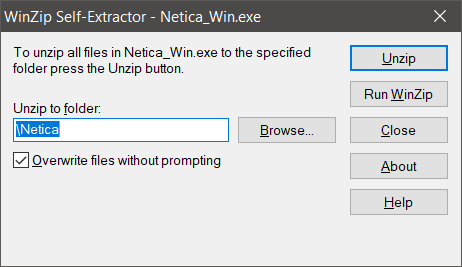 WinZip Self-Extractor - Netica_Win.exe
To unzip all files in Netica_Win.exe to the specified
folder press the Unzip button.
Unzip to folder:
\Netica
Browse...
Overwrite files without prompting
Unzip
Run WinZip
Close
About
Help